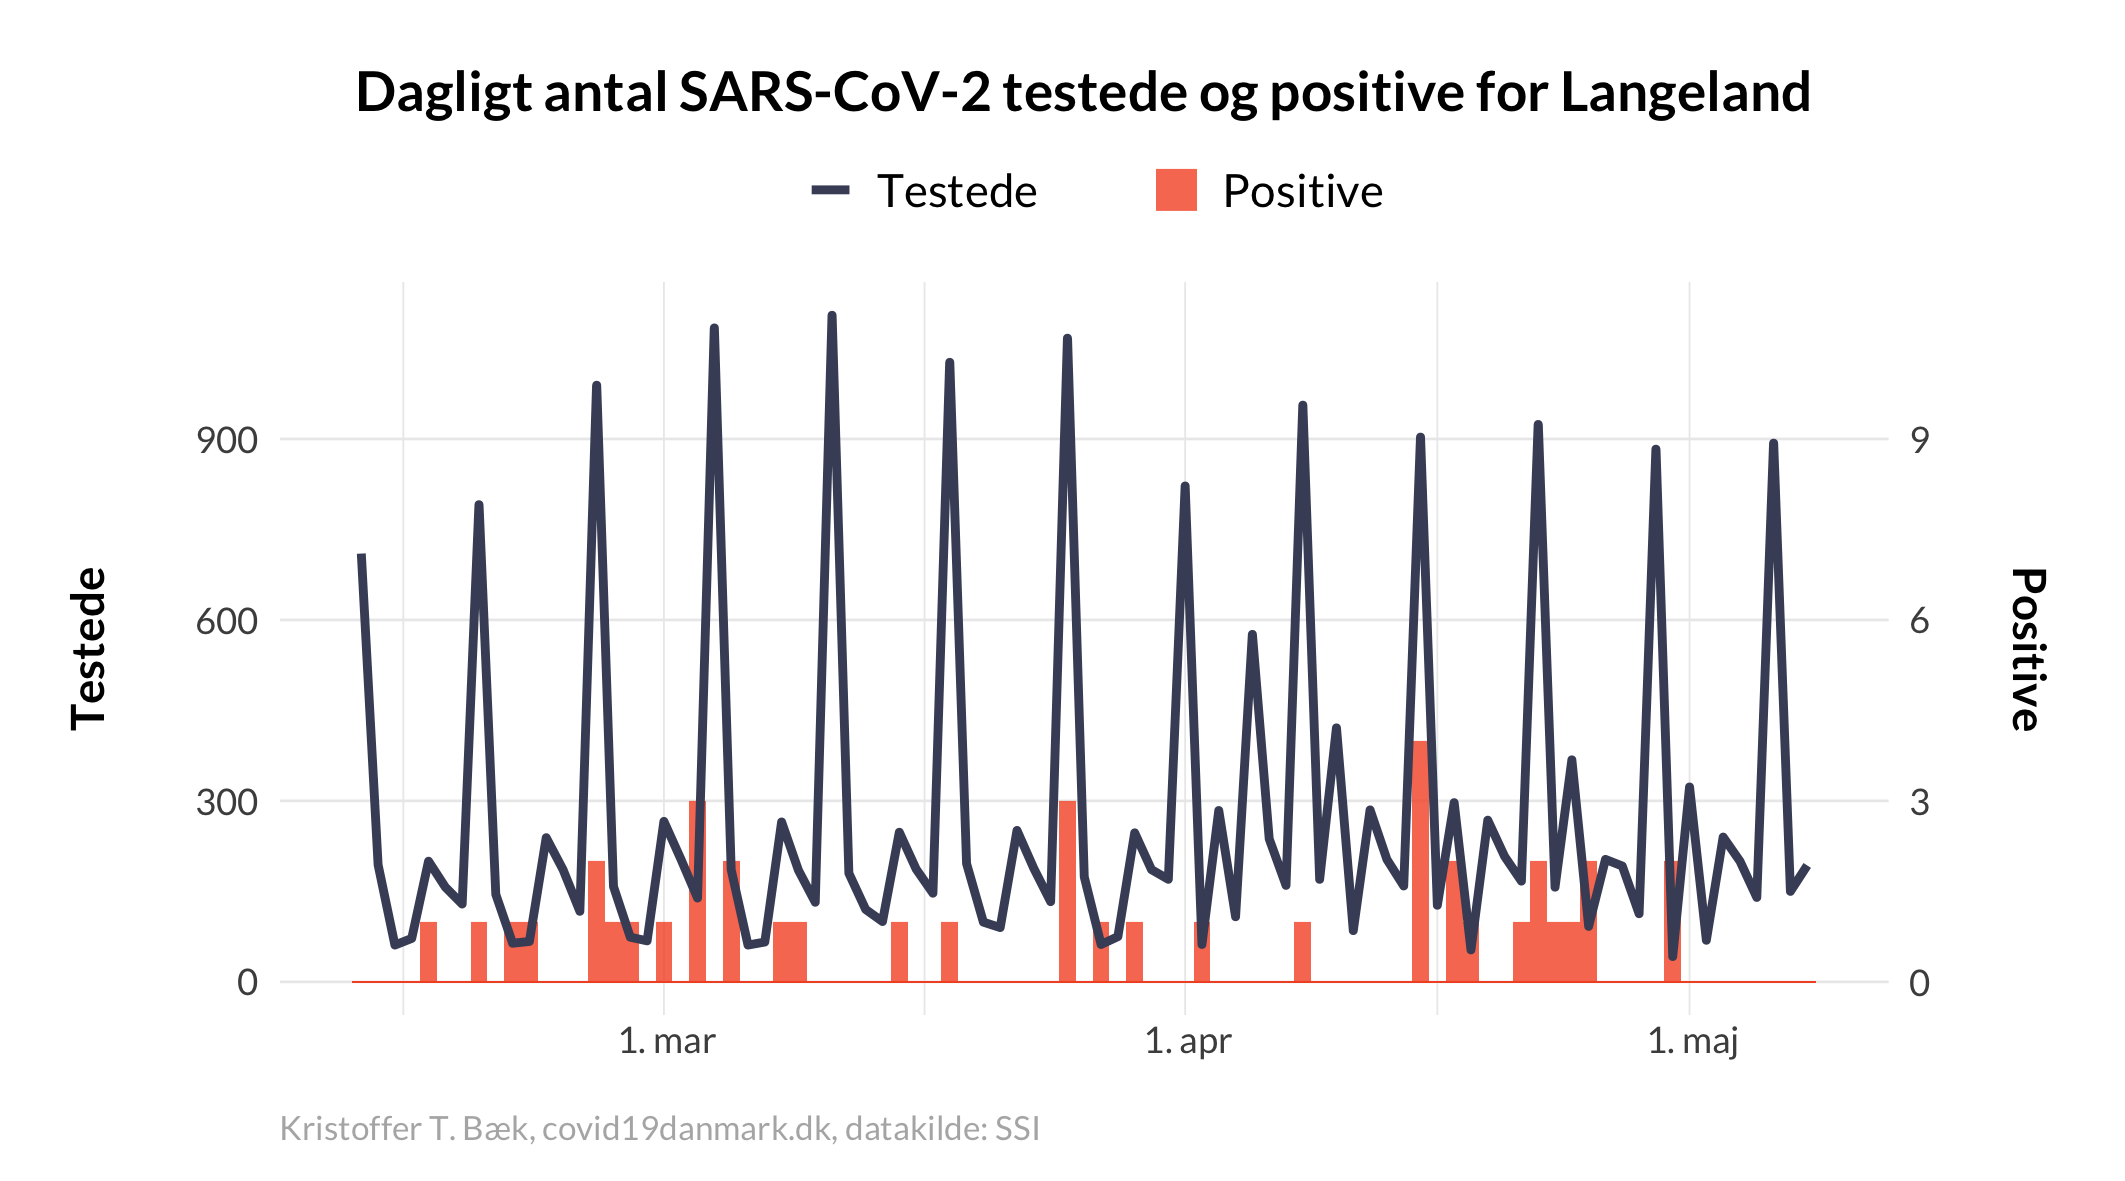 Dagligt antal SARS-CoV-2 testede og positive for Langeland
Testede
Positive
Testede
900
600
300
0
9
6
3
0
Positive
1. mar
1. apr
1. maj
Kristoffer T. Bæk, covid19danmark.dk, datakilde: SSI